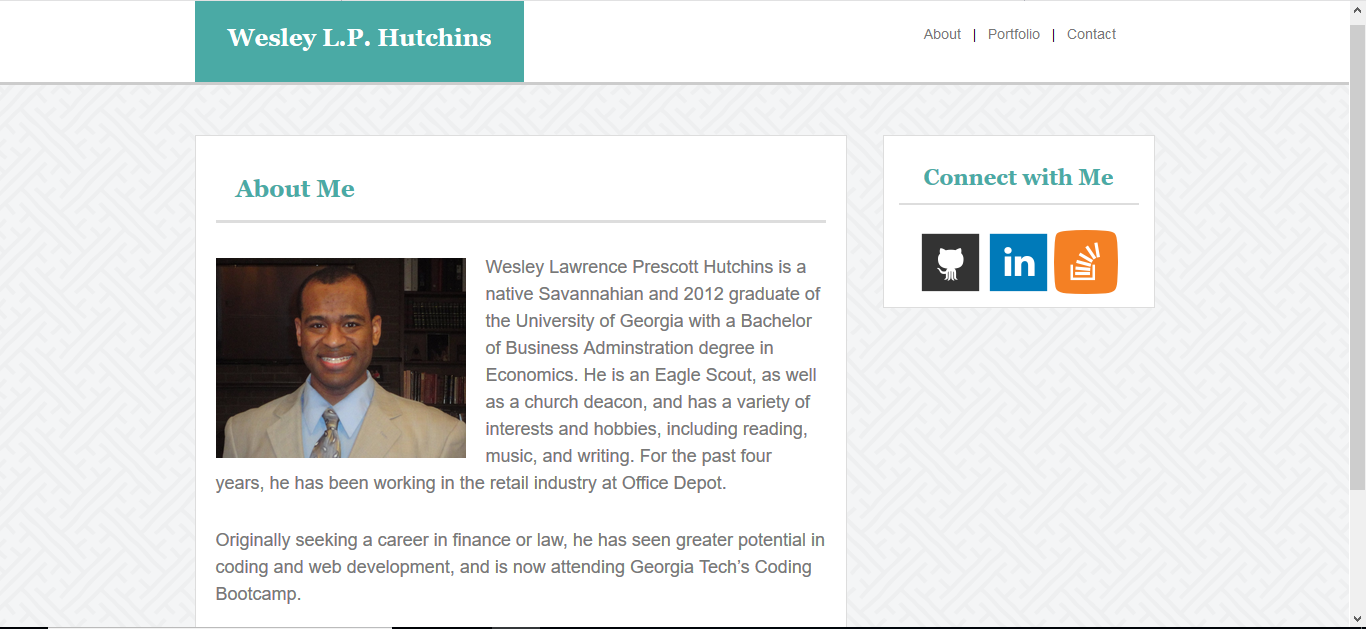 Wesley L.P. Hutchins
About | Portfolio | Contact
About Me
Wesley Lawrence Prescott Hutchins is a
native Savannahian and 2012 graduate of
the University of Georgia with a Bachelor
of Business Adminstration degree in
Economics. He is an Eagle Scout, as well
as a church deacon, and has a variety of
interests and hobbies, including reading,
music, and writing. For the past four
years, he has been working in the retail industry at Office Depot.
Originally seeking a career in finance or law, he has seen greater potential in
coding and web development, and is now attending Georgia Tech’s Coding
Bootcamp.
Connect with Me
in